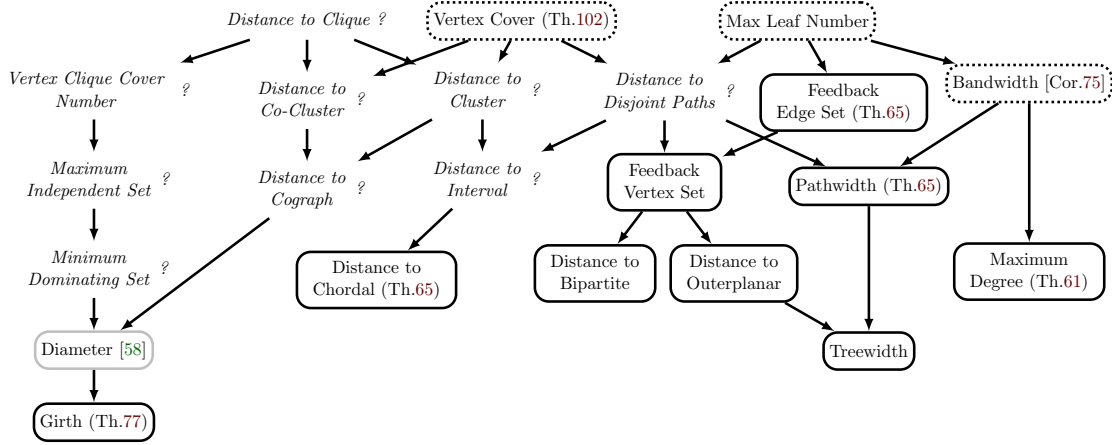 Distance to Clique ?
Vertex Cover (Th.102)
Max Leaf Number
Vertex Clique Cover
Number
?
Distance to
Co-Cluster
?
Distance to
Cluster
?
Distance to
Disjoint Paths
?
Feedback
Edge Set (Th.65)
Bandwidth [Cor.75]
Maximum
Independent Set
?
Distance to
Cograph
?
Distance to
Interval
?
Feedback
Vertex Set
Pathwidth (Th.65)
Minimum
Dominating Set
?
Distance to
Chordal (Th.65)
Distance to
Bipartite
Distance to
Outerplanar
Maximum
Degree (Th.61)
Diameter [58]
Treewidth
Girth (Th.77)